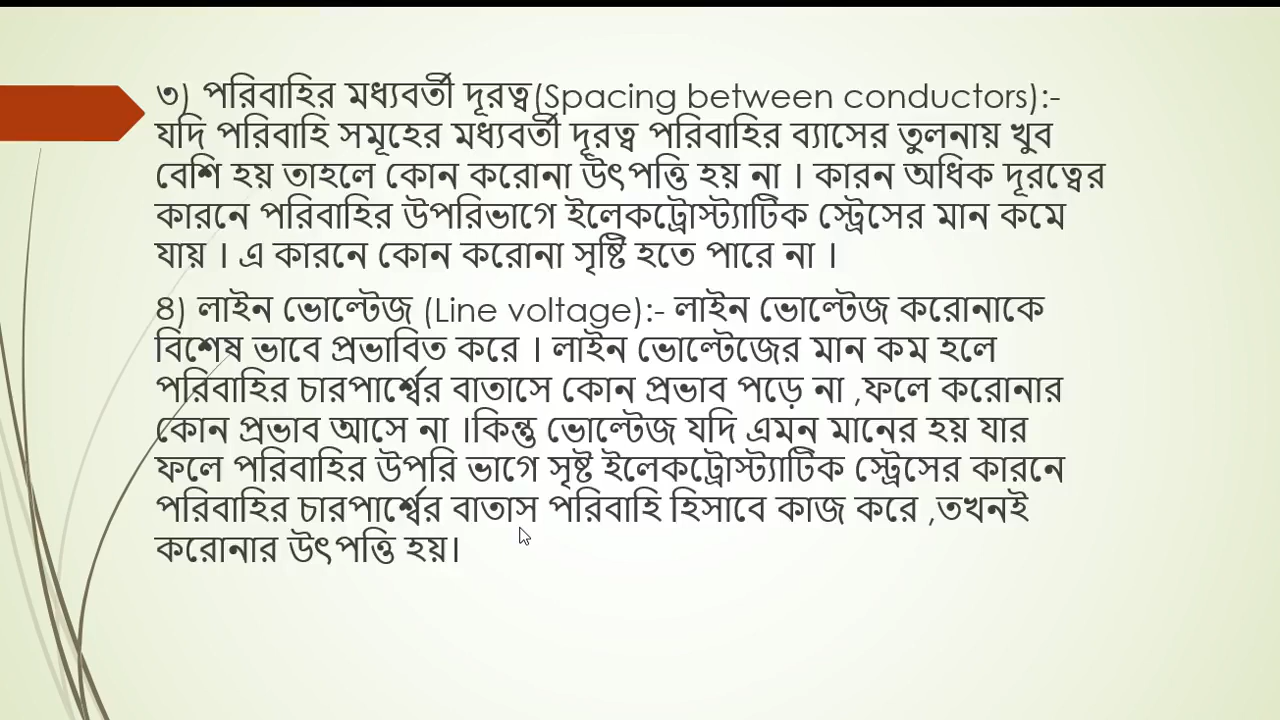 ৩) পরিবাহির মধ্যবর্তী দূরত্ব(Spacing between conductors):-
যদি পরিবাহি সমূহের মধ্যবর্তী দূরত্ব পরিবাহির ব্যাসের তুলনায় খুব
বেশি হয় তাহলে কোন করোনা উৎপত্তি হয় না । কারন অধিক দূরত্বের
কারনে পরিবাহির উপরিভাগে ইলেকট্রোস্ট্যাটিক স্ট্রেসের মান কমে
যায় । এ কারনে কোন করোনা সৃষ্টি হতে পারে না ।
৪) লাইন ভোল্টেজ (Line voltage):- লাইন ভোল্টেজ করোনাকে
বিশেষ ভাবে প্রভাবিত করে । লাইন ভোল্টেজের মান কম হলে
পরিবাহির চারপার্শ্বের বাতাসে কোন প্রভাব পড়ে না ,ফলে করোনার
কোন প্রভাব আসে না ।কিন্তু ভোল্টেজ যদি এমন মানের হয় যার
ফলে পরিবাহির উপরি ভাগে সৃষ্ট ইলেকট্রোস্ট্যাটিক স্ট্রেসের কারনে
পরিবাহির চারপার্শ্বের বাতাস পরিবাহি হিসাবে কাজ করে ,তখনই
করোনার উৎপত্তি হয়।